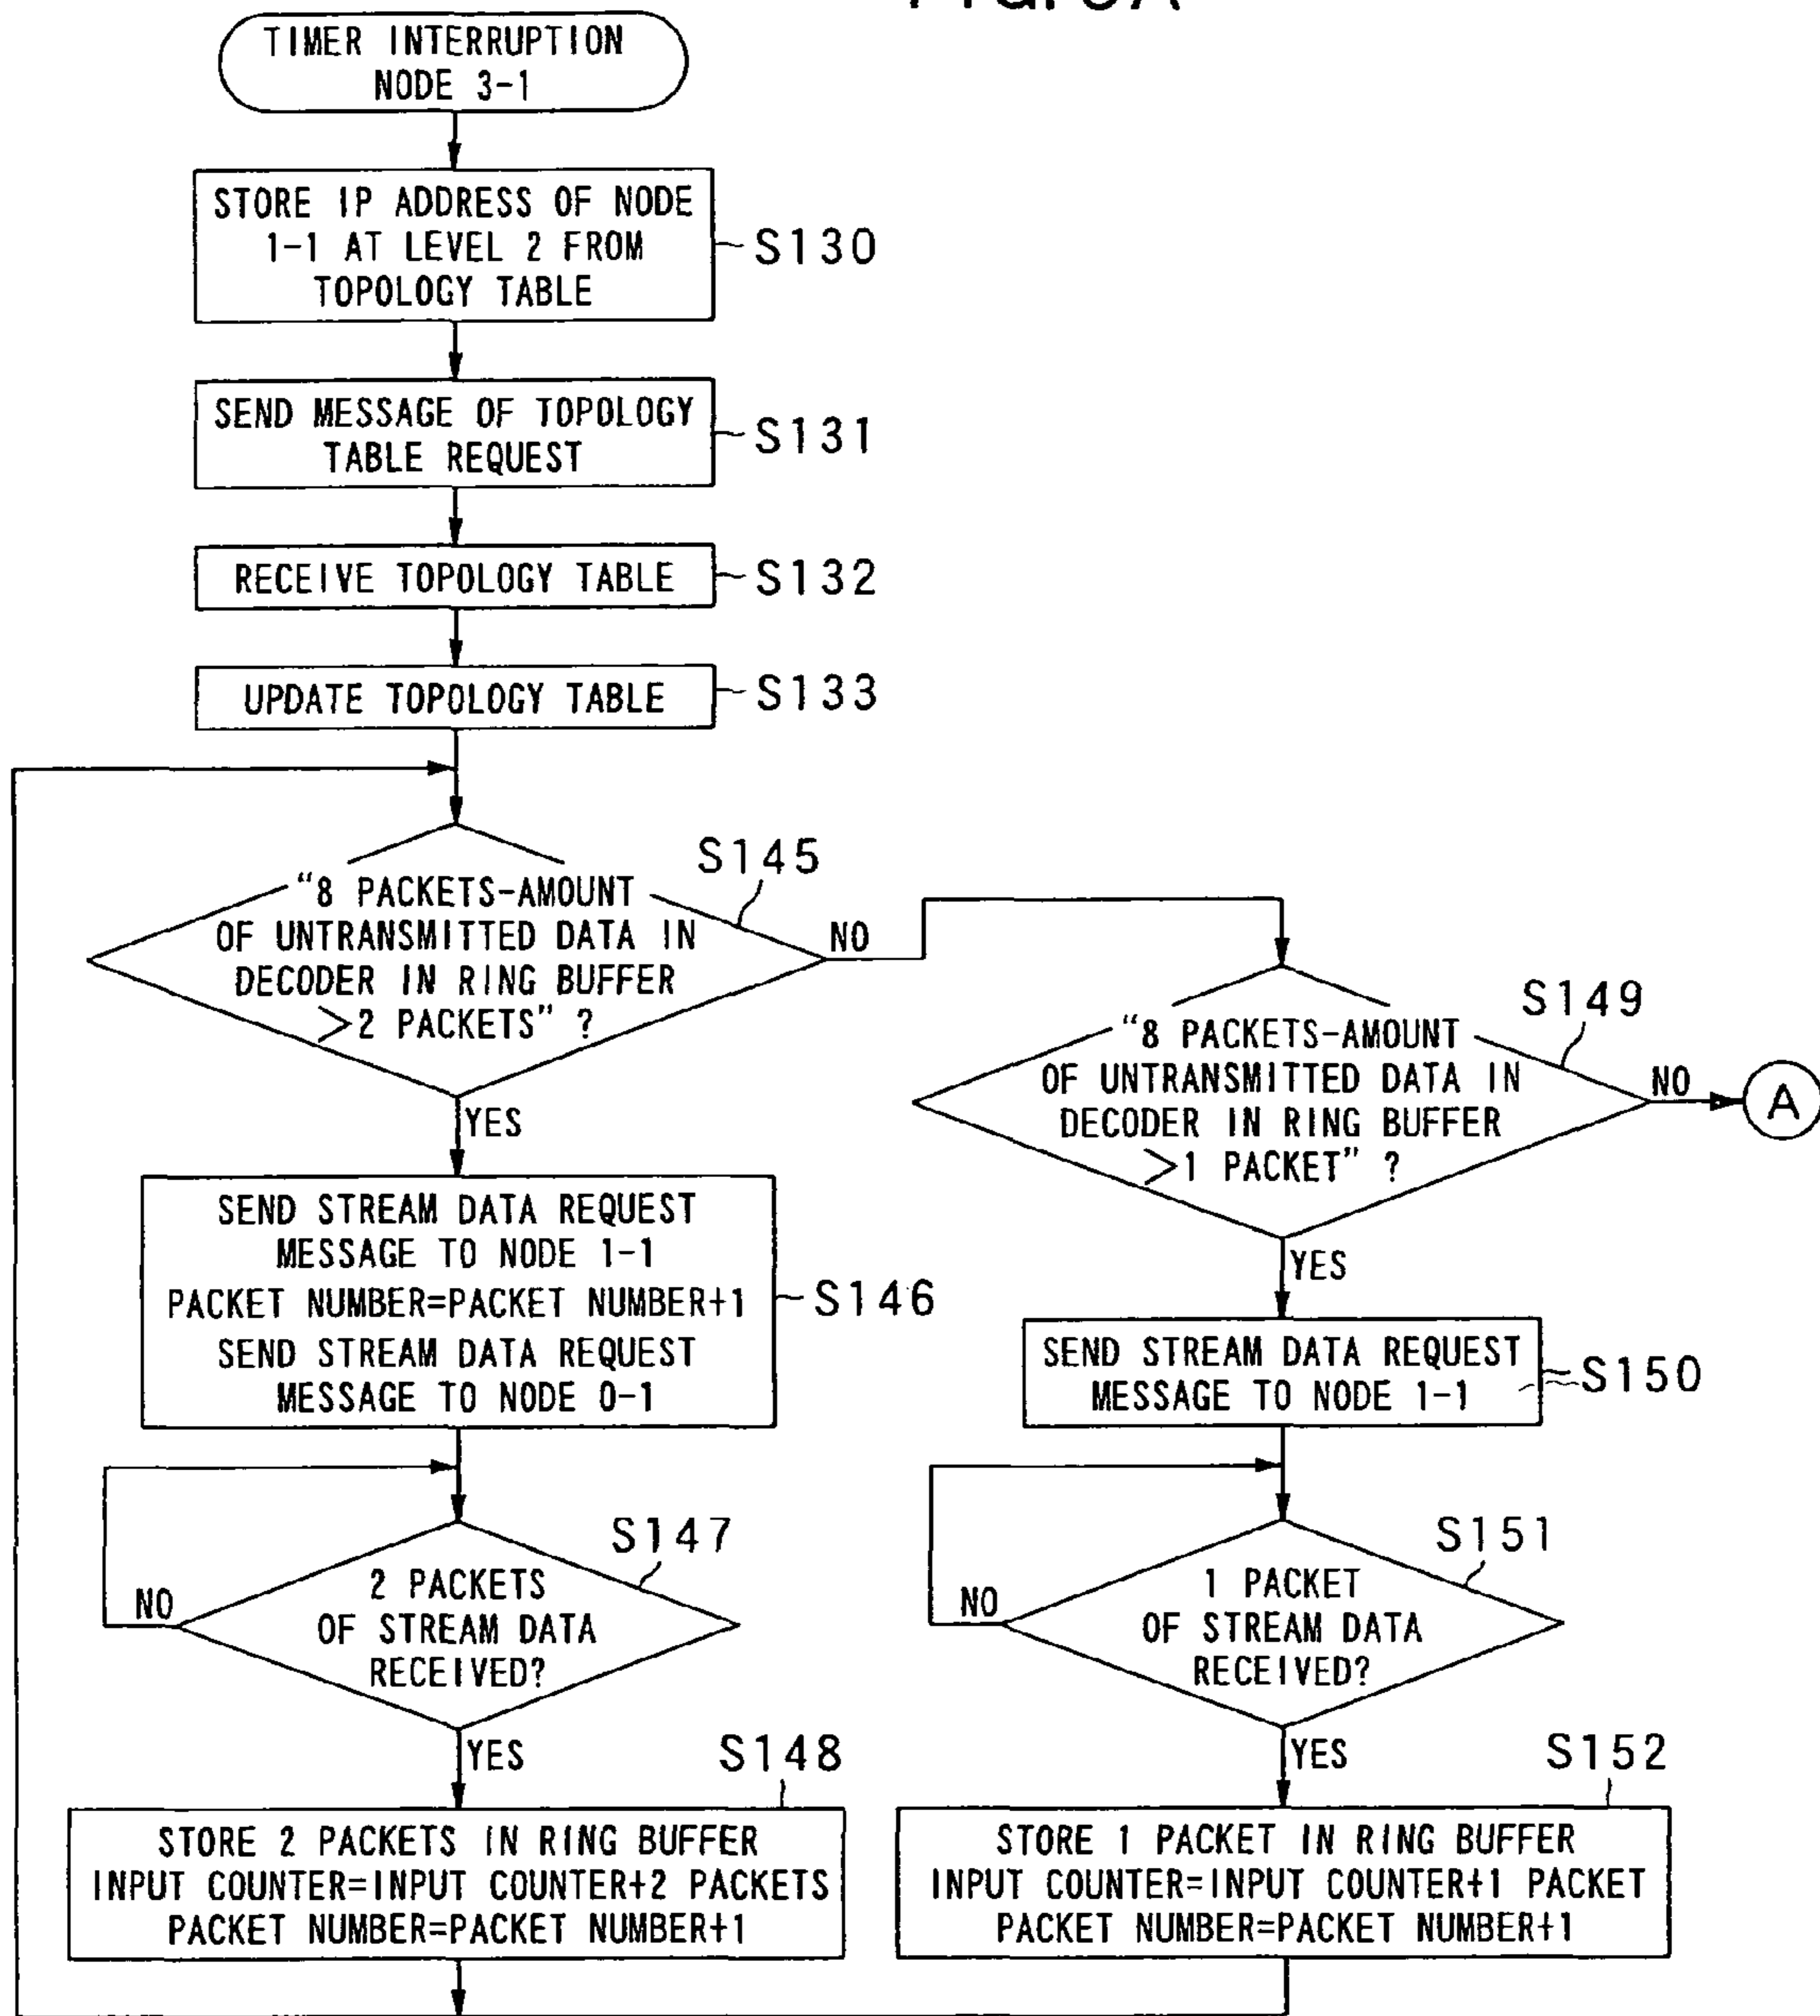 TIMER INTERRUPTION
NODE 3-1
STORE IP ADDRESS OF NODE
1-1 AT LEVEL 2 FROM
TOPOLOGY TABLE
S130
SEND MESSAGE OF TOPOLOGY
TABLE REQUEST
S131
RECEIVE TOPOLOGY TABLE
S132
UPDATE TOPOLOGY TABLE
S133
S145
“8 PACKETS-AMOUNT
OF UNTRANSMITTED DATA IN
DECODER IN RING BUFFER
>2 PACKETS” ?
NO
YES
S149
“8 PACKETS-AMOUNT
OF UNTRANSMITTED DATA IN
DECODER IN RING BUFFER
>1 PACKET” ?
NO
A
YES
SEND STREAM DATA REQUEST
MESSAGE TO NODE 1-1
PACKET NUMBER=PACKET NUMBER+1
SEND STREAM DATA REQUEST
MESSAGE TO NODE 0-1
S146
SEND STREAM DATA REQUEST
MESSAGE TO NODE 1-1
S150
S147
2 PACKETS
OF STREAM DATA
RECEIVED?
NO
YES
S151
1 PACKET
OF STREAM DATA
RECEIVED?
NO
YES
S148
STORE 2 PACKETS IN RING BUFFER
INPUT COUNTER=INPUT COUNTER+2 PACKETS
PACKET NUMBER=PACKET NUMBER+1
S152
STORE 1 PACKET IN RING BUFFER
INPUT COUNTER=INPUT COUNTER+1 PACKET
PACKET NUMBER=PACKET NUMBER+1